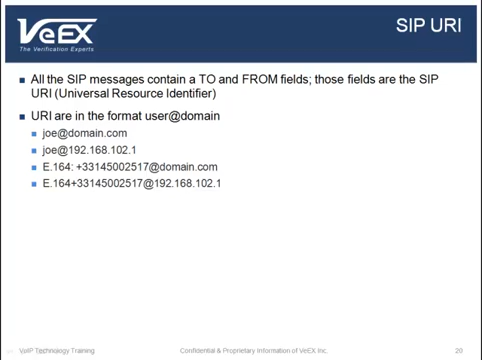 VeEX
The Verification Experts
SIP URI
All the SIP messages contain a TO and FROM fields; those fields are the SIP
URI (Universal Resource Identifier)
URI are in the format user@domain
joe@domain.com
joe@192.168.102.1
E.164: +33145002517@domain.com
E.164+33145002517@192.168.102.1
VoIP Technology Training
Confidential & Proprietary Information of VeEX Inc.
20